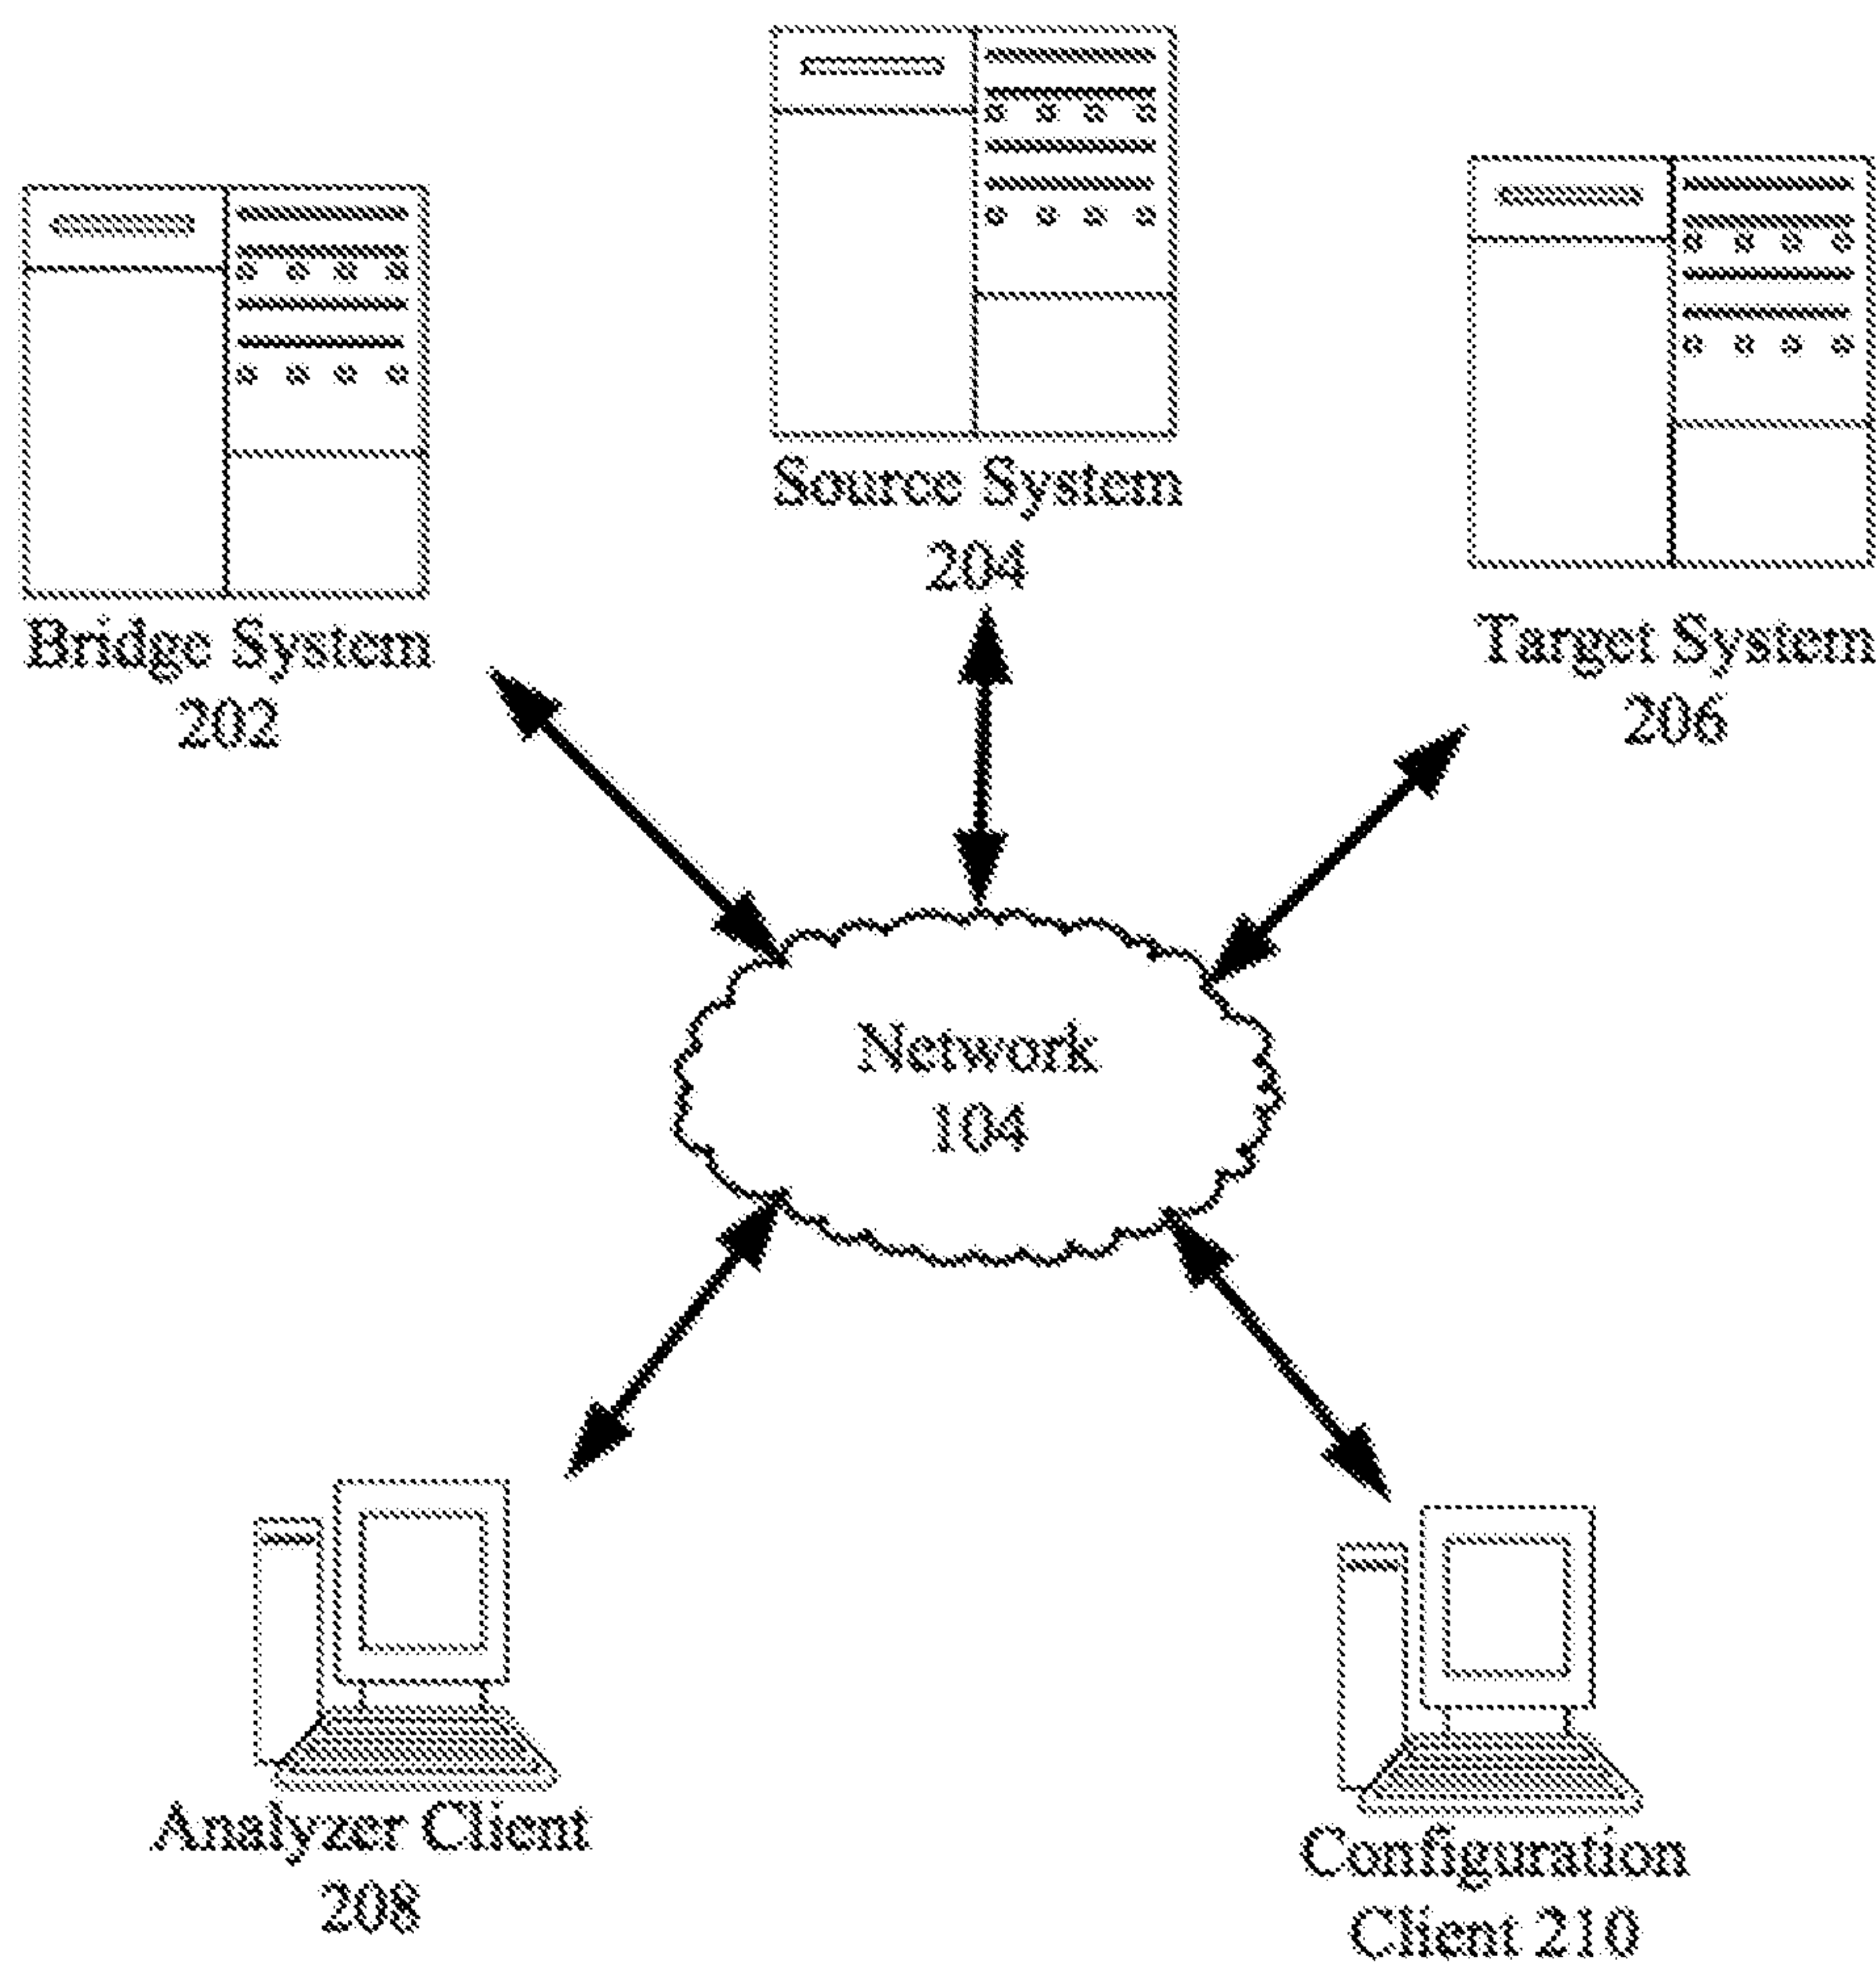 Source System
204
Bridge System
202
Target System
206
Network
104
Analyzer Client
208
Configuration
Client 210